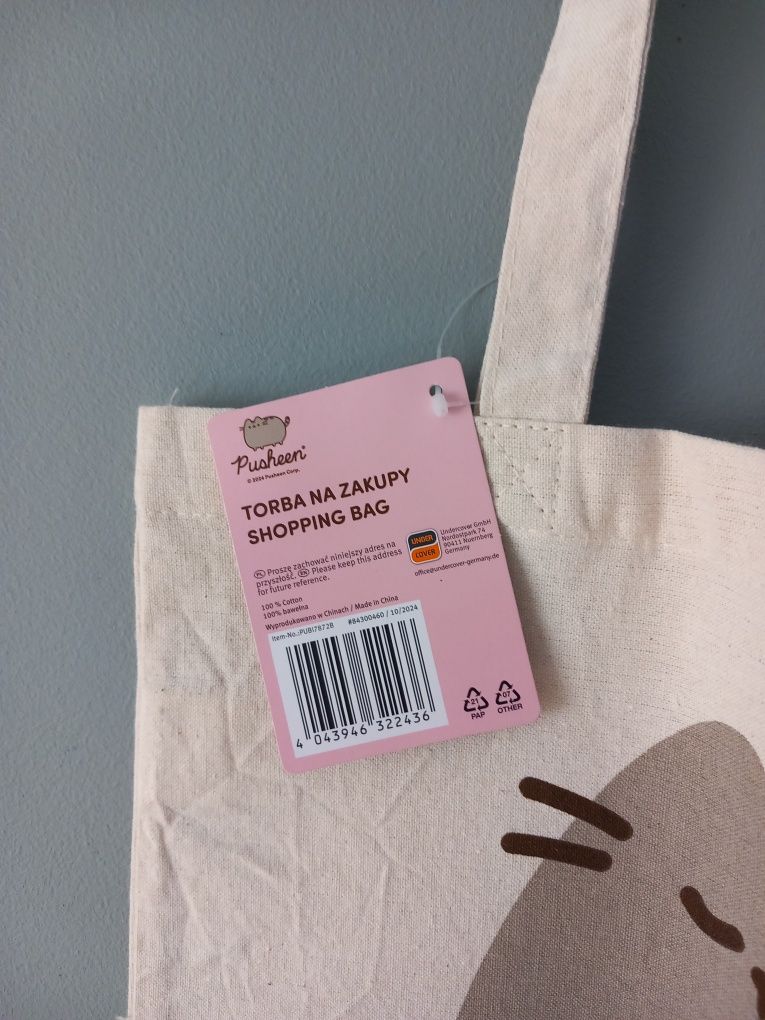 Pusheen®
© 2024 Pusheen Corp.
TORBA NA ZAKUPY
SHOPPING BAG
PL Proszę zachować niniejszy adres na
przyszłość. EN Please keep this address
for future reference.
UNDER
COVER
Undercover GmbH
Nordostpark 74
90411 Nuernberg
Germany
office@undercover-germany.de
100 % Cotton
100% bawełna
Wyprodukowano w Chinach / Made in China
Item-No.:PUBI7872B #84300460 / 10/2024
4 043946 322436
21
PAP
07
OTHER